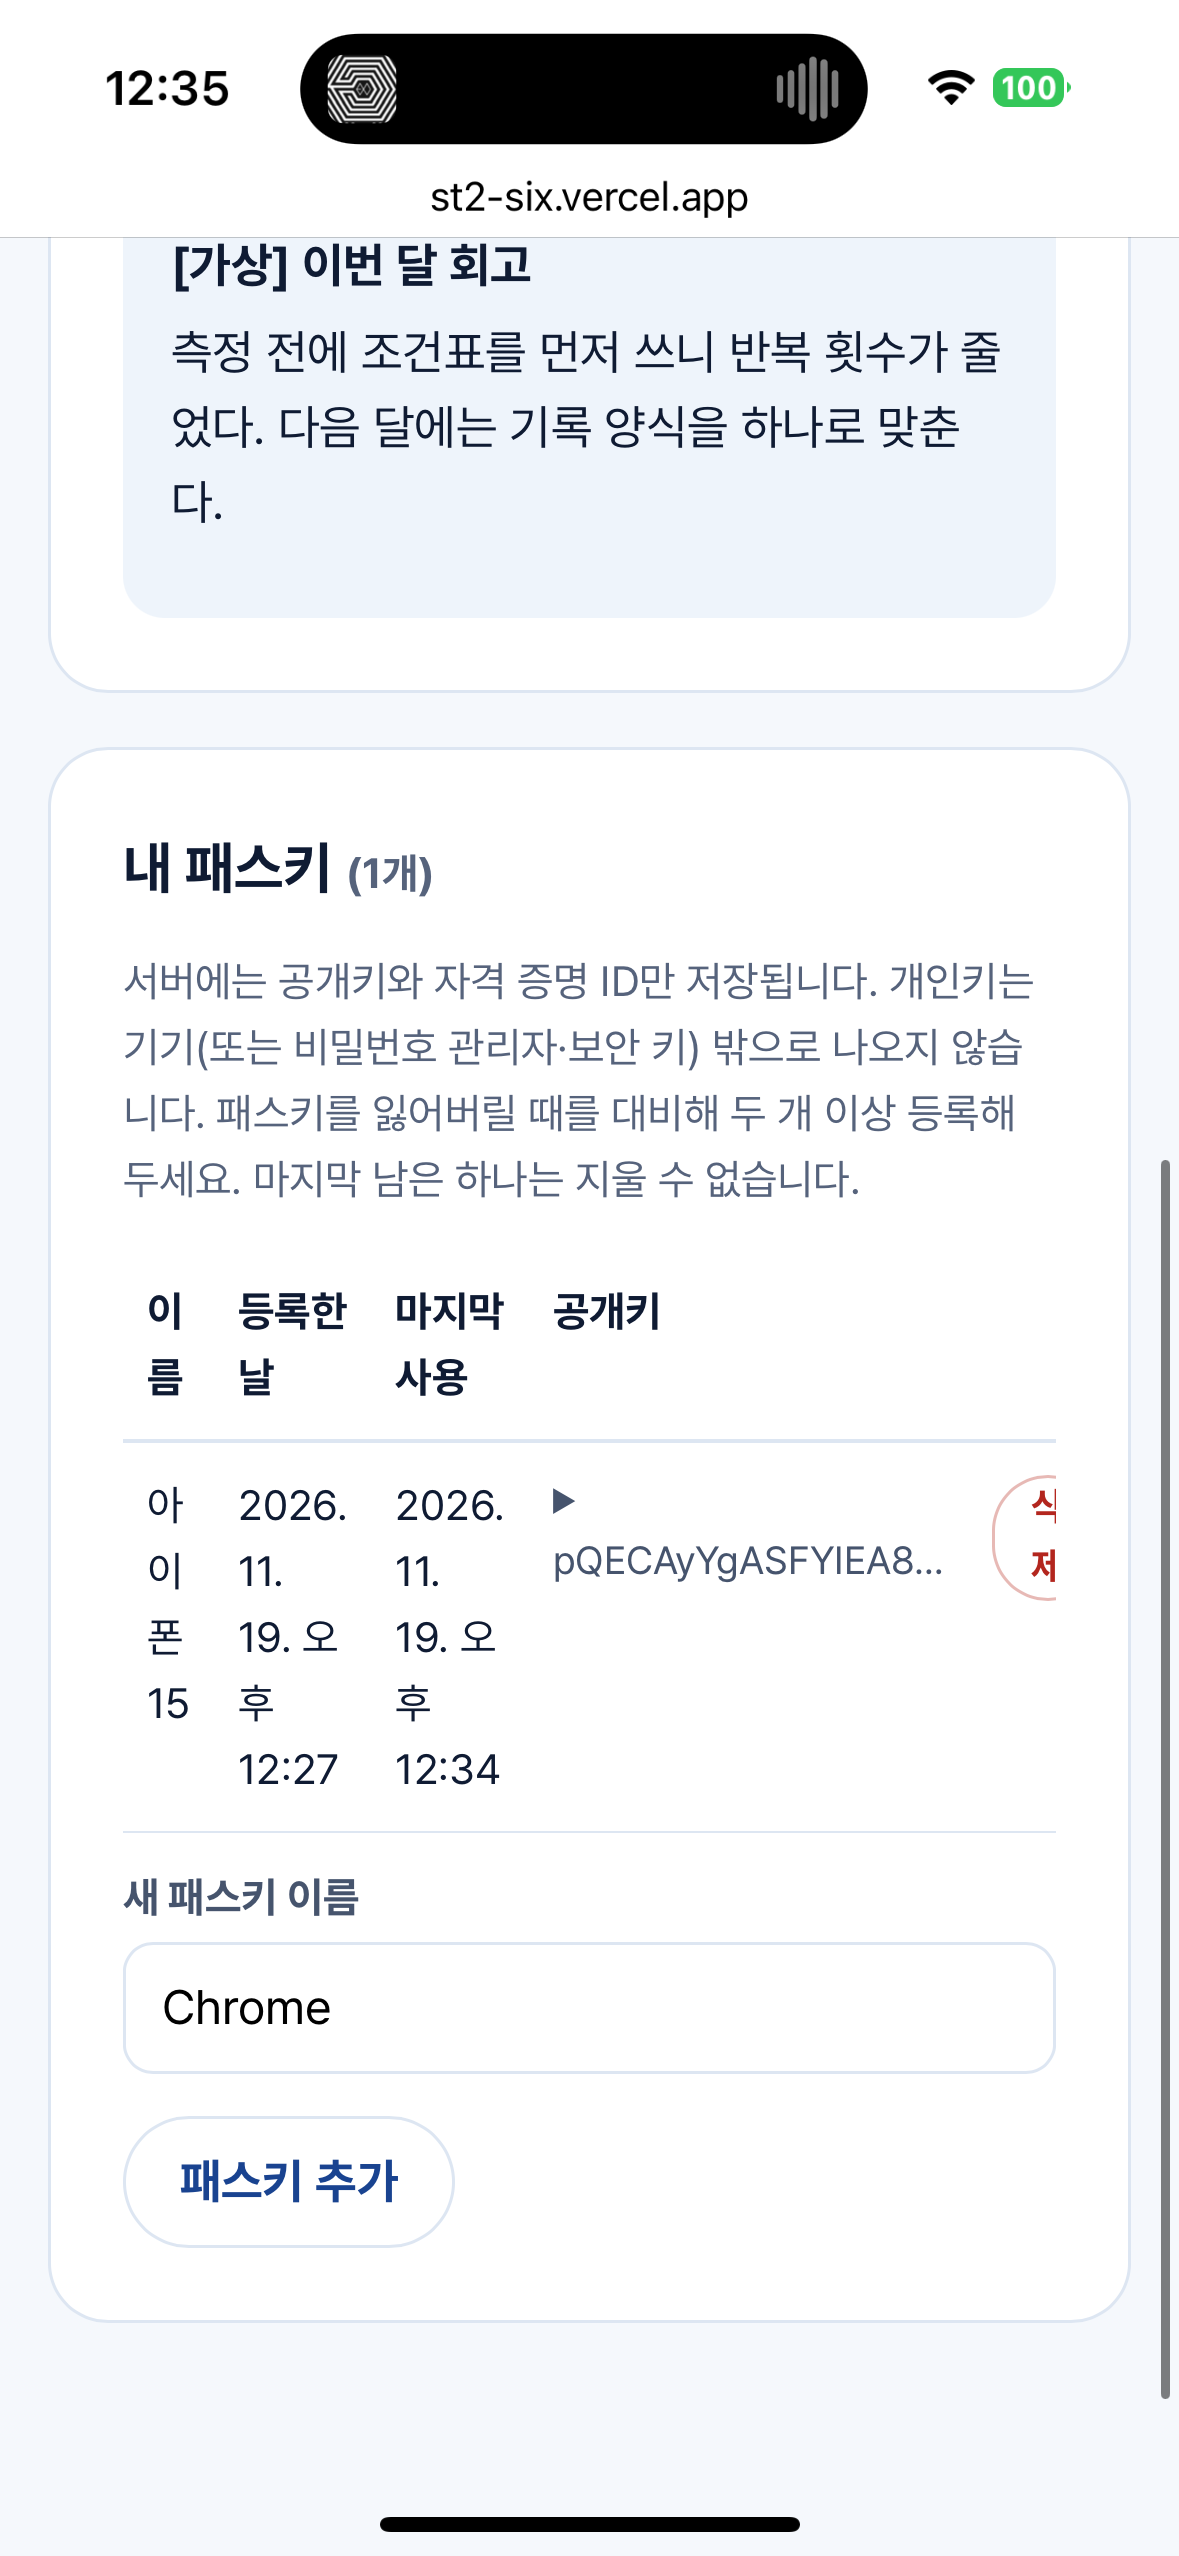 12:35
100
st2-six.vercel.app
[가상] 이번 달 회고
측정 전에 조건표를 먼저 쓰니 반복 횟수가 줄
었다. 다음 달에는 기록 양식을 하나로 맞춘
다.
내 패스키 (1개)
서버에는 공개키와 자격 증명 ID만 저장됩니다. 개인키는
기기(또는 비밀번호 관리자·보안 키) 밖으로 나오지 않습
니다. 패스키를 잃어버릴 때를 대비해 두 개 이상 등록해
두세요. 마지막 남은 하나는 지울 수 없습니다.
이 등록한 마지막 공개키
름 날 사용
아 2026. 2026. ▶ 삭
이 11. 11. pQECAyYgASFYIEA8... 제
폰 19. 오 19. 오
15 후 후
12:27 12:34
새 패스키 이름
Chrome
패스키 추가